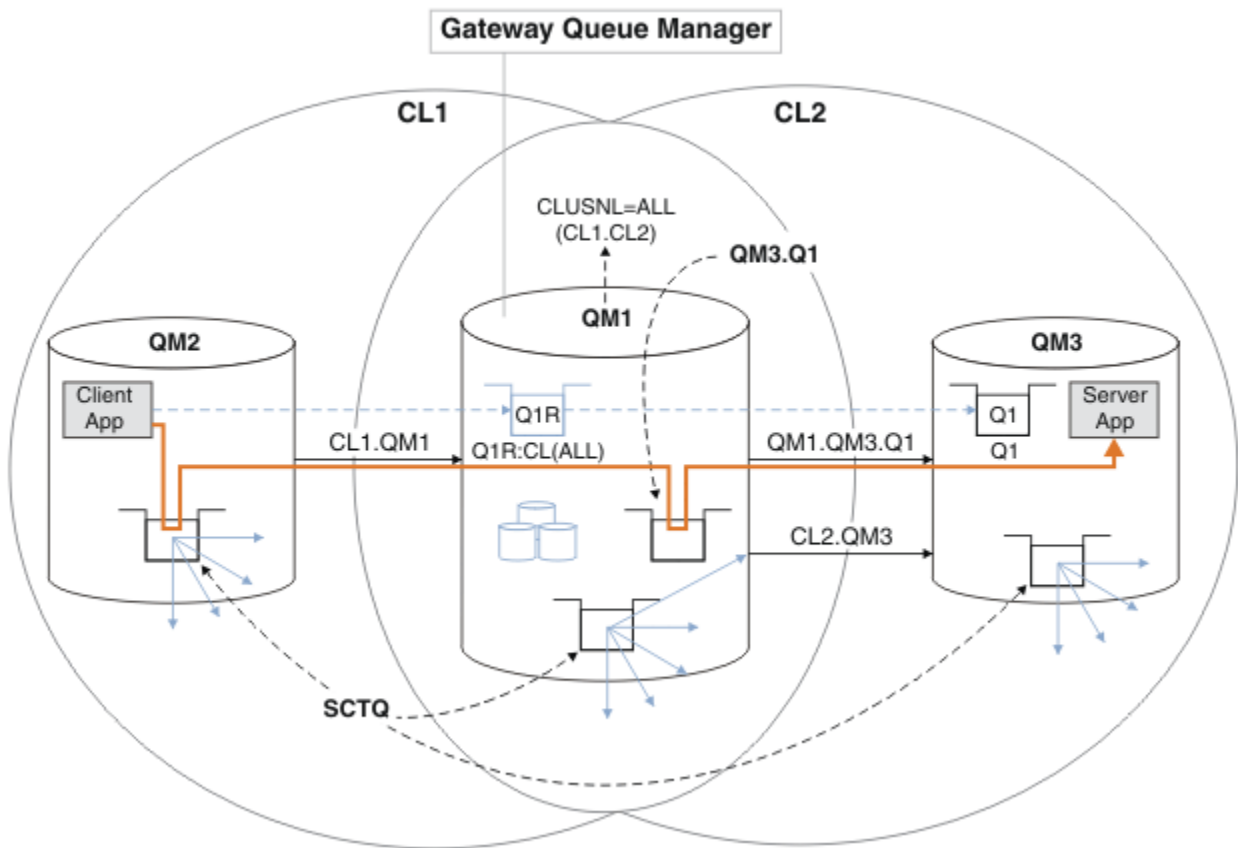 Gateway Queue Manager
CL1
CL2
CLUSNL=ALL
(CL1.CL2)
QM3.Q1
QM2
QM1
QM3
Client
App
Q1R
Q1
Server
App
CL1.QM1
Q1R:CL(ALL)
QM1.QM3.Q1
Q1
CL2.QM3
SCTQ